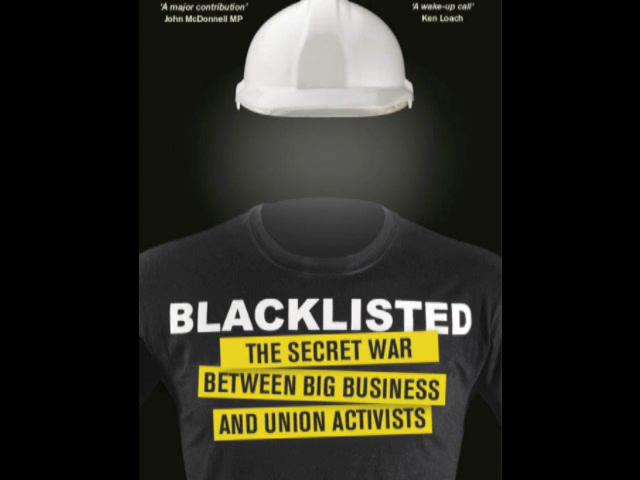 'A major contribution'
John McDonnell MP
'A wake-up call'
Ken Loach
BLACKLISTED
THE SECRET WAR
BETWEEN BIG BUSINESS
AND UNION ACTIVISTS